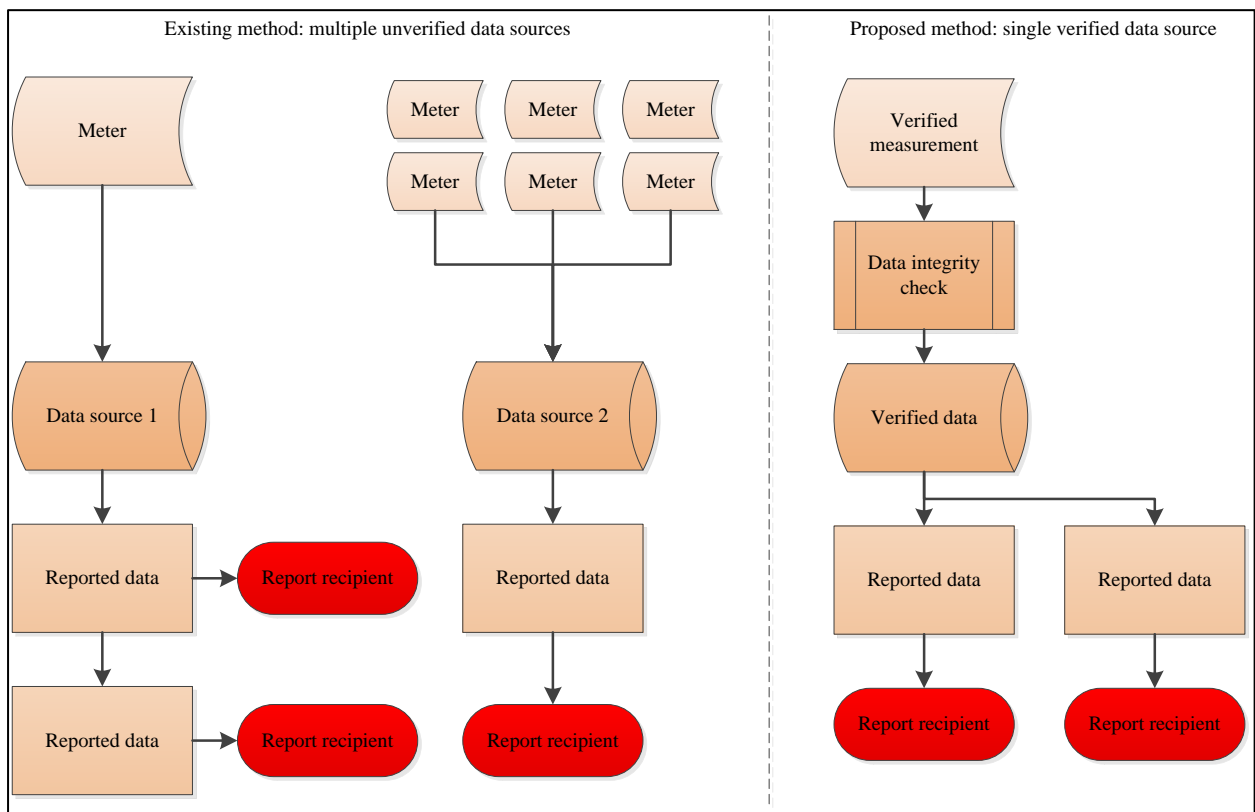 Existing method: multiple unverified data sources
Proposed method: single verified data source
Meter
Meter
Meter
Meter
Meter
Meter
Meter
Data source 1
Data source 2
Reported data
Report recipient
Reported data
Reported data
Report recipient
Report recipient
Verified
measurement
Data integrity
check
Verified data
Reported data
Reported data
Report recipient
Report recipient